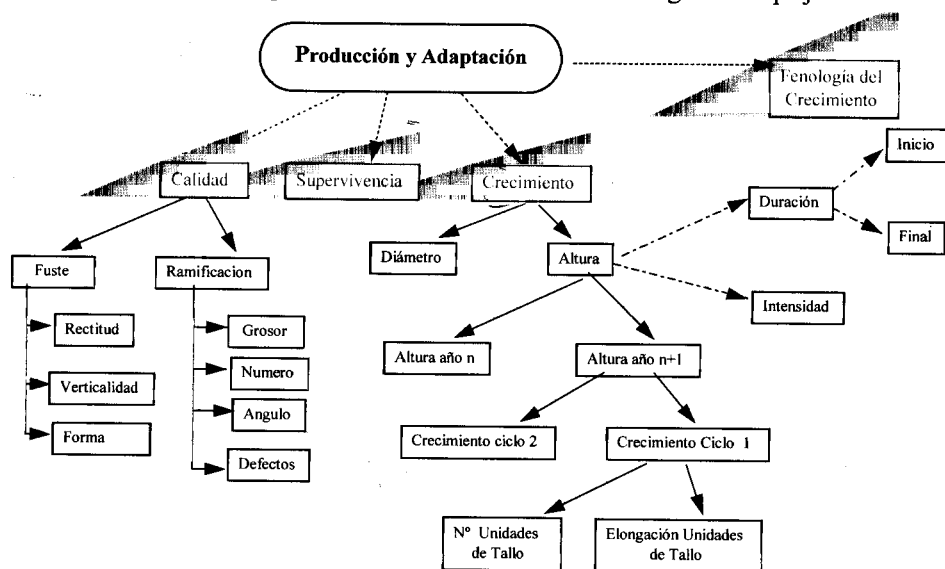 Producción y Adaptación
Fenología del
Crecimiento
Inicio
Calidad
Supervivencia
Crecimiento
Duración
Final
Diámetro
Altura
Fuste
Ramificacion
Intensidad
Rectitud
Grosor
Altura año n
Altura año n+1
Numero
Verticalidad
Angulo
Forma
Crecimiento ciclo 2
Crecimiento Ciclo 1
Defectos
Nº Unidades
de Tallo
Elongación Unidades
de Tallo